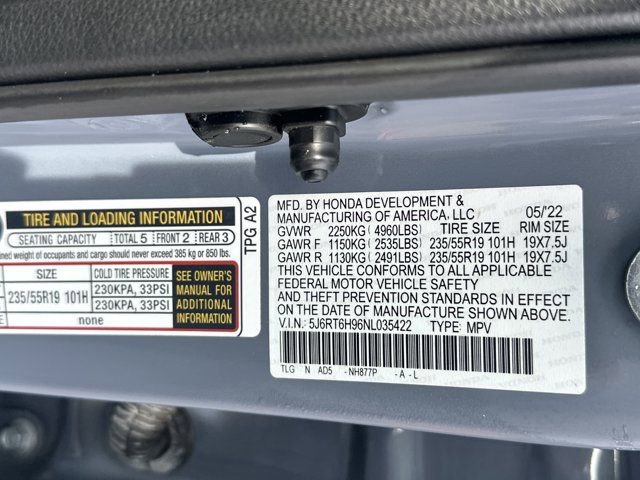 TIRE AND LOADING INFORMATION
SEATING CAPACITY TOTAL 5 FRONT 2 REAR 3
ined weight of occupants and cargo should never exceed 385 kg or 850 lbs.
SIZE COLD TIRE PRESSURE
235/55R19 101H 230KPA, 33PSI
230KPA, 33PSI
none
SEE OWNER'S
MANUAL FOR
ADDITIONAL
INFORMATION
TPG A2
MFD. BY HONDA DEVELOPMENT &
MANUFACTURING OF AMERICA, LLC 05/'22
GVWR 2250KG ( 4960LBS) TIRE SIZE RIM SIZE
GAWR F 1150KG ( 2535LBS) 235/55R19 101H 19X7.5J
GAWR R 1130KG ( 2491LBS) 235/55R19 101H 19X7.5J
THIS VEHICLE CONFORMS TO ALL APPLICABLE
FEDERAL MOTOR VEHICLE SAFETY
AND THEFT PREVENTION STANDARDS IN EFFECT
ON THE DATE OF MANUFACTURE SHOWN ABOVE.
V.I.N.: 5J6RT6H96NL035422 TYPE: MPV
TLG N AD5 -NH877P -A-L